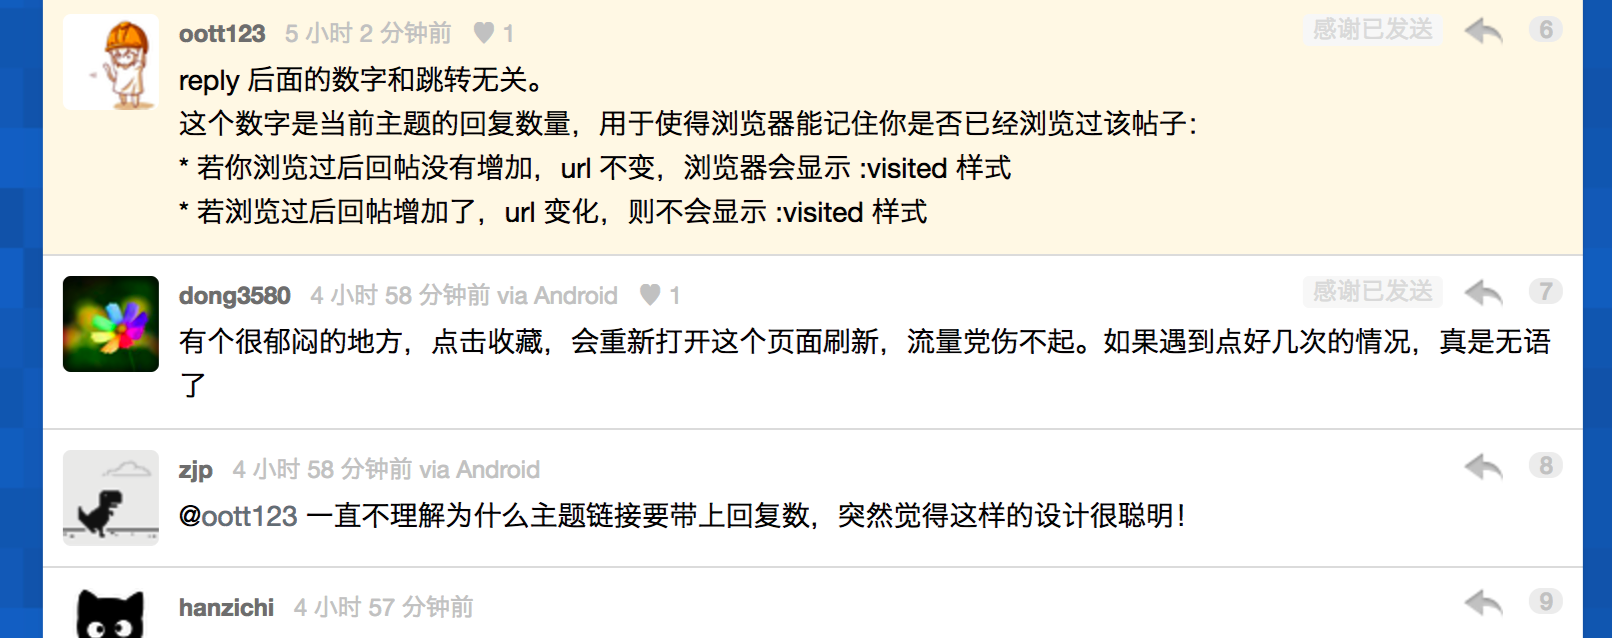 oott123 5 小时 2 分钟前 ♥ 1 感谢已发送 6
reply 后面的数字和跳转无关。
这个数字是当前主题的回复数量，用于使得浏览器能记住你是否已经浏览过该帖子：
* 若你浏览过后回帖没有增加，url 不变，浏览器会显示 :visited 样式
* 若浏览过后回帖增加了，url 变化，则不会显示 :visited 样式
dong3580 4 小时 58 分钟前 via Android ♥ 1 感谢已发送 7
有个很郁闷的地方，点击收藏，会重新打开这个页面刷新，流量党伤不起。如果遇到点好几次的情况，真是无语
了
zjp 4 小时 58 分钟前 via Android 8
@oott123 一直不理解为什么主题链接要带上回复数，突然觉得这样的设计很聪明！
hanzichi 4 小时 57 分钟前 9